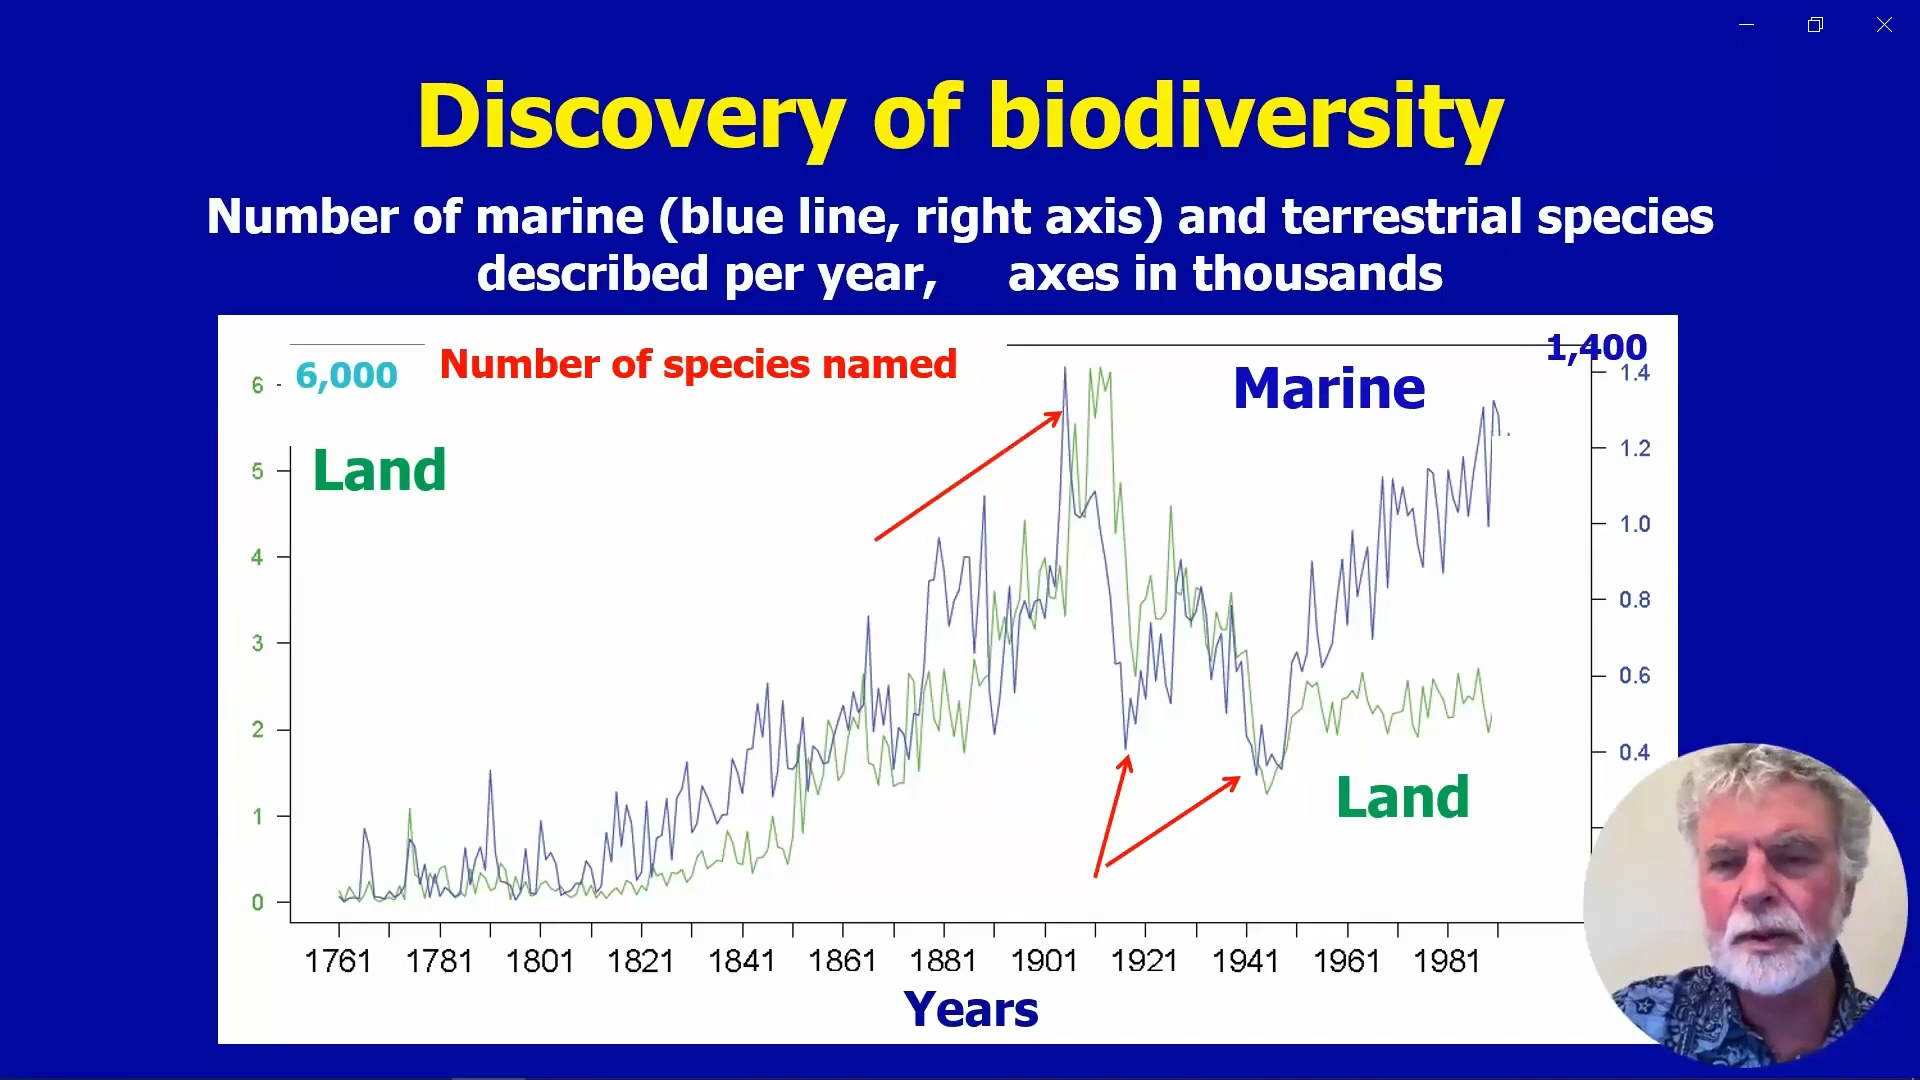 Discovery of biodiversity
Number of marine (blue line, right axis) and terrestrial species
described per year, axes in thousands
6,000
Number of species named
1,400
Marine
Land
6
5
4
3
2
1
0
1.4
1.2
1.0
0.8
0.6
0.4
Land
1761 1781 1801 1821 1841 1861 1881 1901 1921 1941 1961 1981
Years